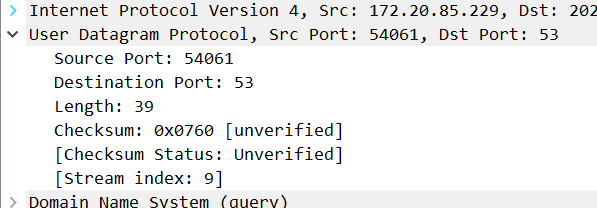 Internet Protocol Version 4, Src: 172.20.85.229, Dst: 202
User Datagram Protocol, Src Port: 54061, Dst Port: 53
Source Port: 54061
Destination Port: 53
Length: 39
Checksum: 0x0760 [unverified]
[Checksum Status: Unverified]
[Stream index: 9]
Domain Name System (query)